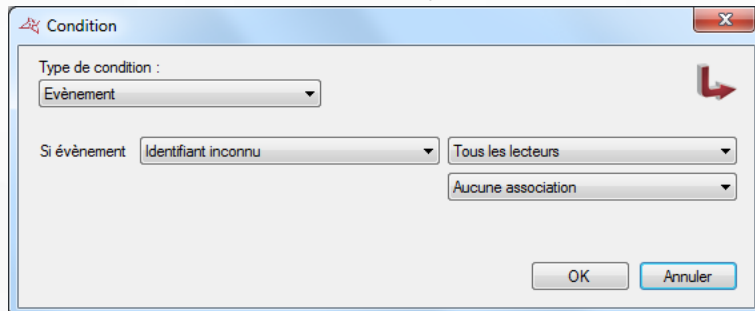 Condition
Type de condition :
Evènement
Si évènement Identifiant inconnu Tous les lecteurs
Aucune association
OK Annuler